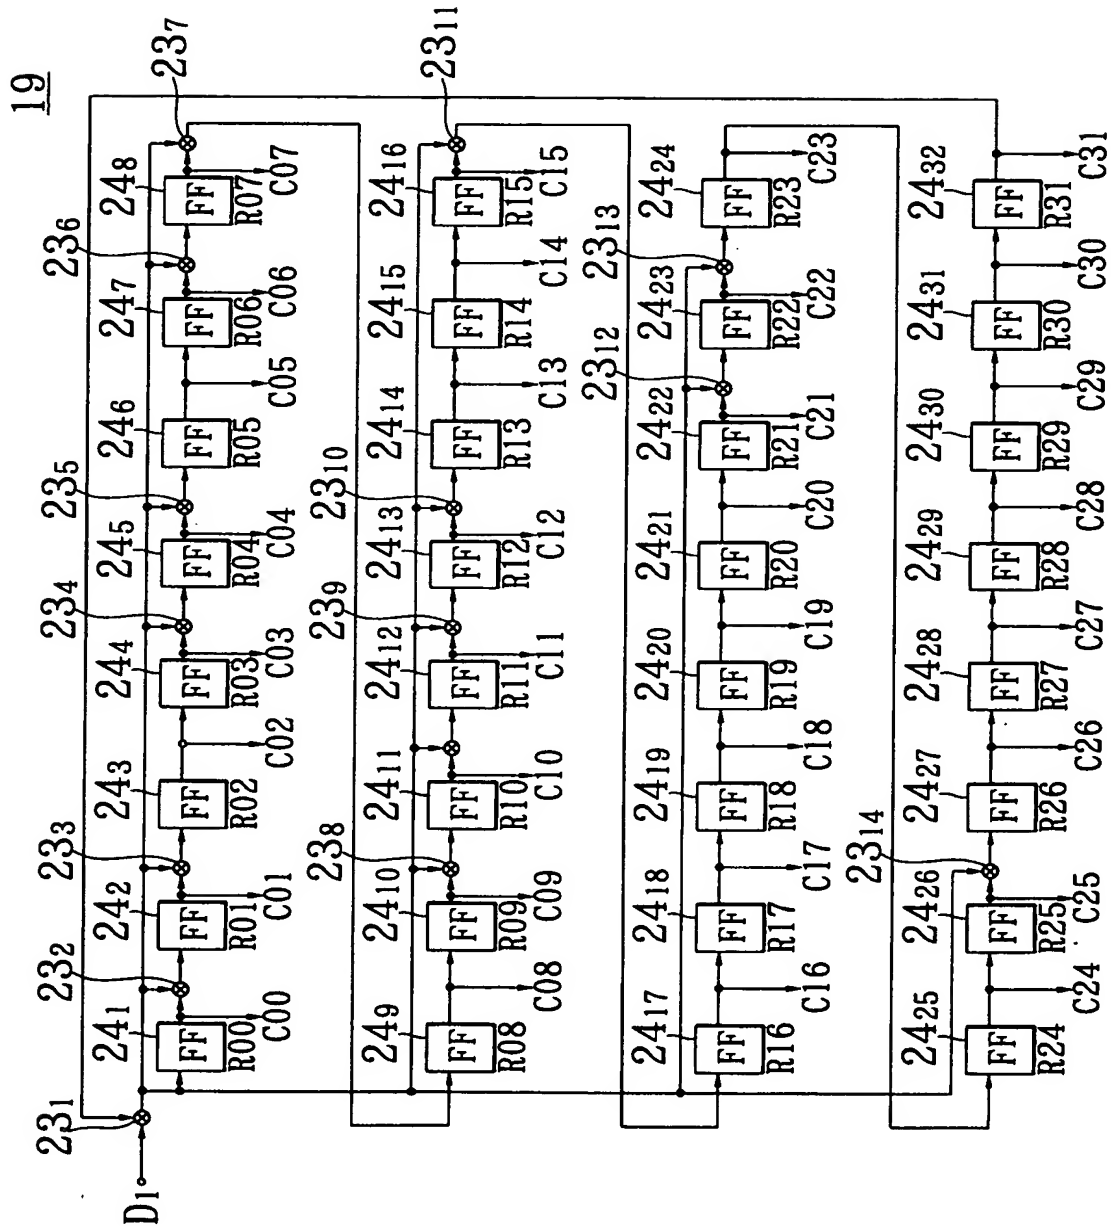 19
D1
231
241 232 242 233 243 244 234 245 235 246 247 236 248 237
FF FF FF FF FF FF FF FF
R00 R01 R02 R03 R04 R05 R06 R07
C00 C01 C02 C03 C04 C05 C06 C07
249 2410 238 2411 2412 239 2413 2310 2414 2415 2416 2311
FF FF FF FF FF FF FF FF
R08 R09 R10 R11 R12 R13 R14 R15
C08 C09 C10 C11 C12 C13 C14 C15
2417 2418 2419 2420 2421 2422 2312 2423 2313 2424
FF FF FF FF FF FF FF FF
R16 R17 R18 R19 R20 R21 R22 R23
C16 C17 C18 C19 C20 C21 C22 C23
2425 2426 2314 2427 2428 2429 2430 2431 2432
FF FF FF FF FF FF FF FF
R24 R25 R26 R27 R28 R29 R30 R31
C24 C25 C26 C27 C28 C29 C30 C31